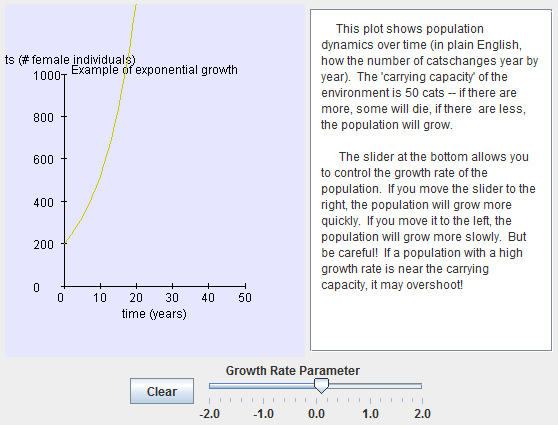 ts (# female individuals)
Example of exponential growth
1000
800
600
400
200
0
0 10 20 30 40 50
time (years)
This plot shows population
dynamics over time (in plain English,
how the number of catschanges year by
year). The 'carrying capacity' of the
environment is 50 cats -- if there are
more, some will die, if there are less,
the population will grow.
The slider at the bottom allows you
to control the growth rate of the
population. If you move the slider to the
right, the population will grow more
quickly. If you move it to the left, the
population will grow more slowly. But
be careful! If a population with a high
growth rate is near the carrying
capacity, it may overshoot!
Growth Rate Parameter
Clear
-2.0 -1.0 0.0 1.0 2.0